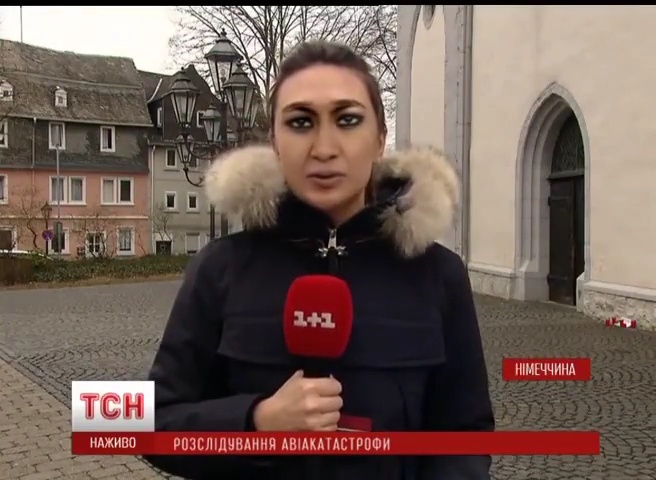 1+1
НІМЕЧЧИНА
ТСН
НАЖИВО
РОЗСЛІДУВАННЯ АВІАКАТАСТРОФИ